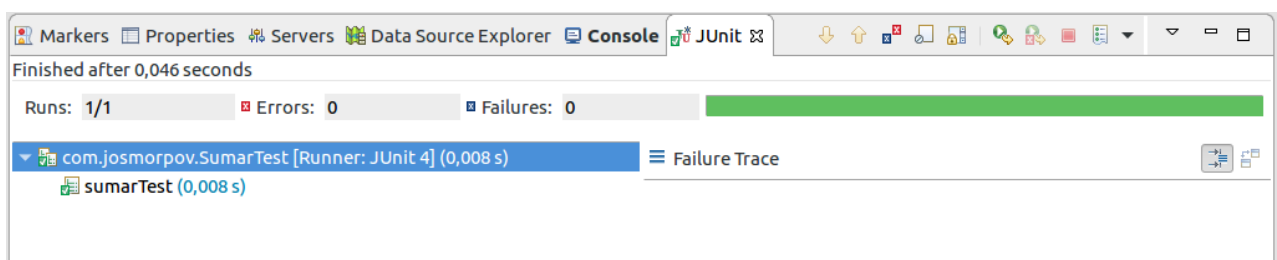 Markers Properties Servers Data Source Explorer Console JUnit
Finished after 0,046 seconds
Runs: 1/1 Errors: 0 Failures: 0
com.josmorpov.SumarTest [Runner: JUnit 4] (0,008 s) Failure Trace
sumarTest (0,008 s)